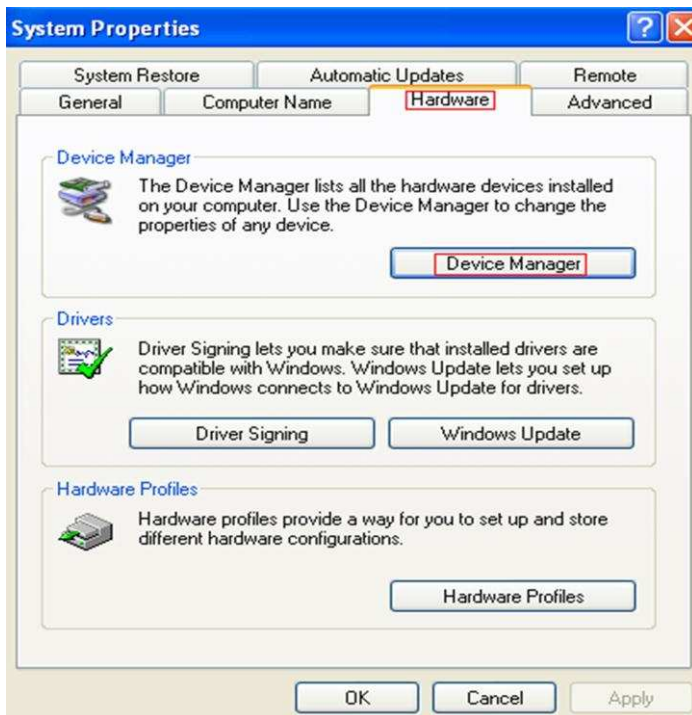 System Properties
System Restore Automatic Updates Remote
General Computer Name Hardware Advanced
Device Manager
The Device Manager lists all the hardware devices installed
on your computer. Use the Device Manager to change the
properties of any device.
Device Manager
Drivers
Driver Signing lets you make sure that installed drivers are
compatible with Windows. Windows Update lets you set up
how Windows connects to Windows Update for drivers.
Driver Signing Windows Update
Hardware Profiles
Hardware profiles provide a way for you to set up and store
different hardware configurations.
Hardware Profiles
OK Cancel Apply